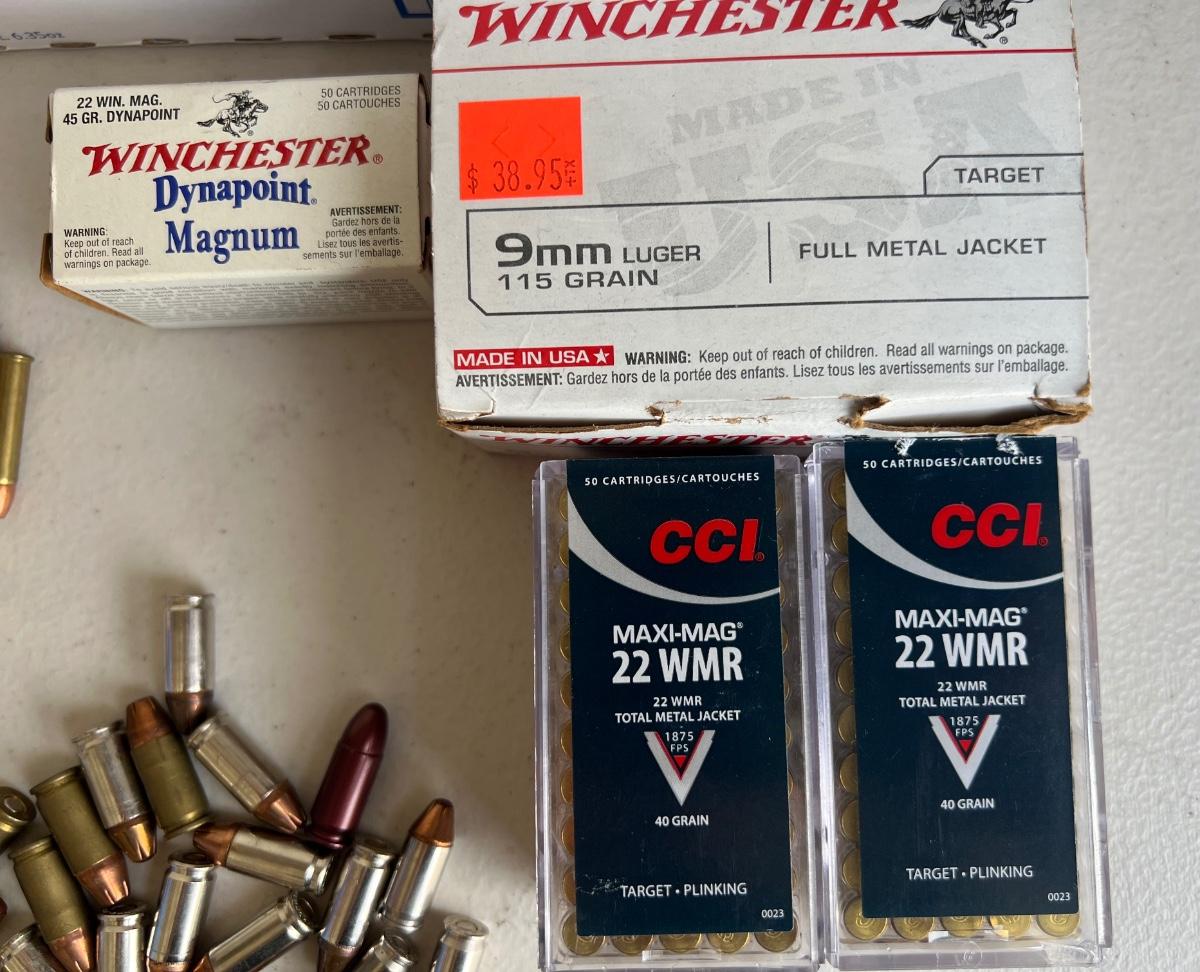 6.35oz
22 WIN. MAG.
45 GR. DYNAPOINT
50 CARTRIDGES
50 CARTOUCHES
WINCHESTER®
Dynapoint®
Magnum
WARNING:
Keep out of reach
of children. Read all
warnings on package.
AVERTISSEMENT:
Gardez hors de la
portée des enfants.
Lisez tous les avertis-
sements sur l'emballage.
WINCHESTER®
MADE IN
USA
$ 38.95
TARGET
9mm LUGER
115 GRAIN
FULL METAL JACKET
MADE IN USA
WARNING: Keep out of reach of children. Read all warnings on package.
AVERTISSEMENT: Gardez hors de la portée des enfants. Lisez tous les avertissements sur l'emballage.
WINCHESTER
50 CARTRIDGES/CARTOUCHES
CCI®
MAXI-MAG®
22 WMR
22 WMR
TOTAL METAL JACKET
1875
FPS
40 GRAIN
TARGET • PLINKING
0023
50 CARTRIDGES/CARTOUCHES
CCI®
MAXI-MAG®
22 WMR
22 WMR
TOTAL METAL JACKET
1875
FPS
40 GRAIN
TARGET • PLINKING
0023